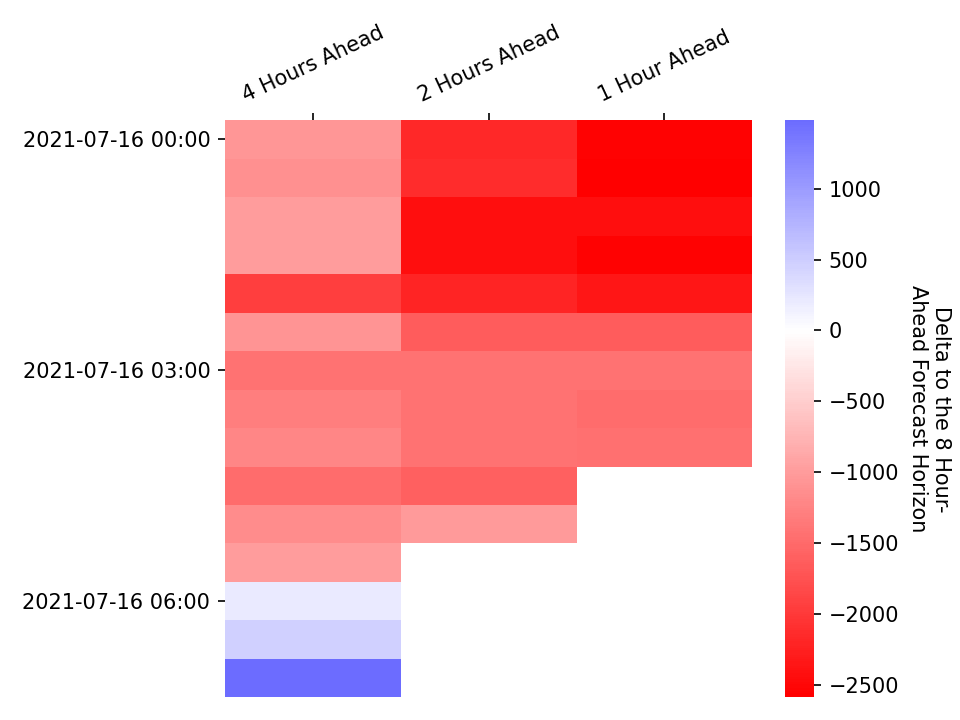 4 Hours Ahead
2 Hours Ahead
1 Hour Ahead
2021-07-16 00:00
2021-07-16 03:00
2021-07-16 06:00
1000
500
0
−500
−1000
−1500
−2000
−2500
Delta to the 8 Hour-
Ahead Forecast Horizon